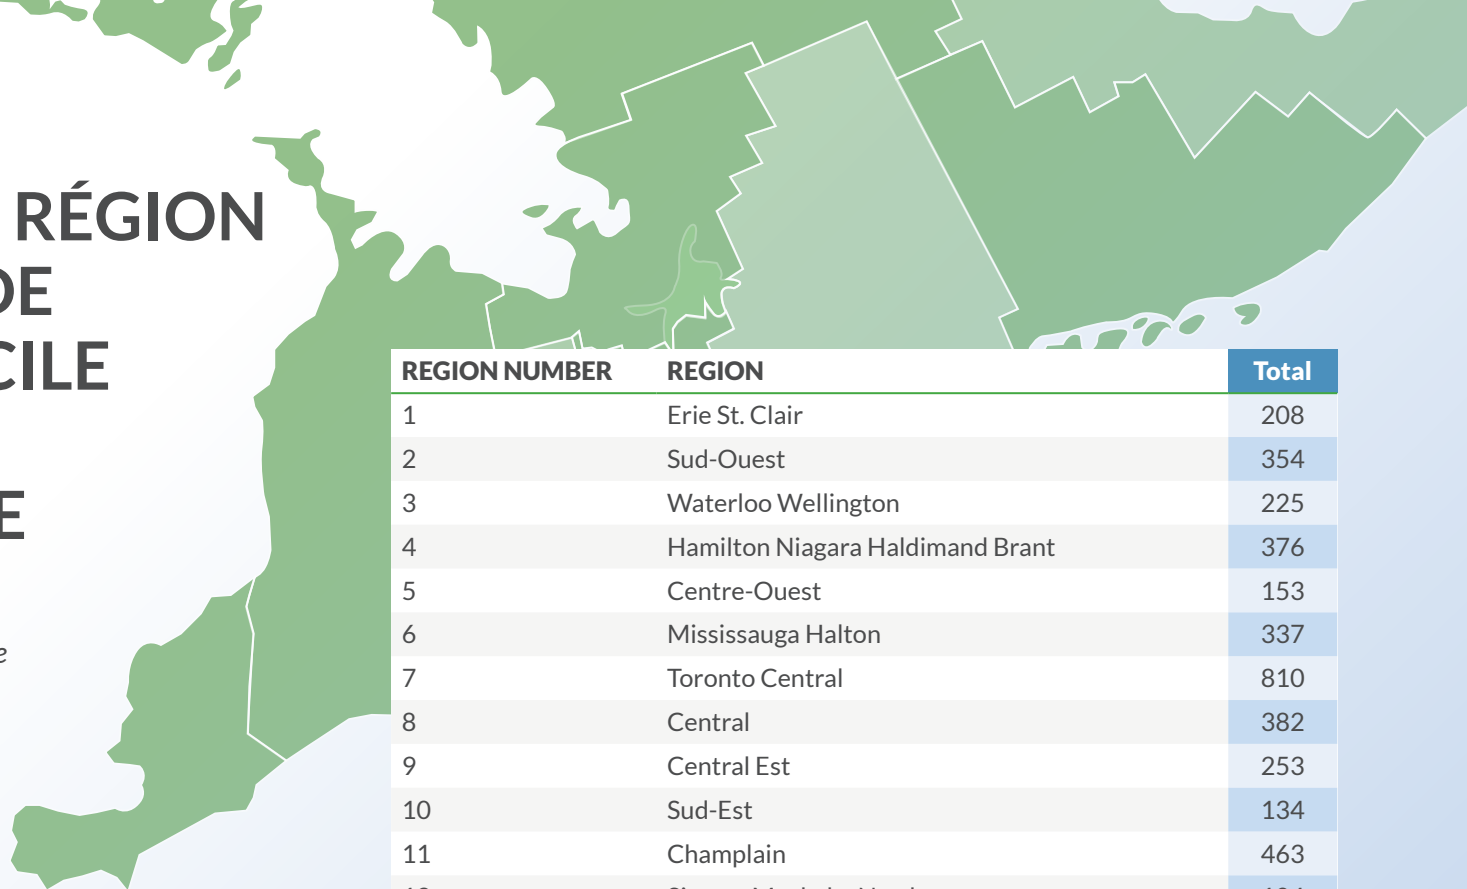 RÉGION
DE
CILE
E
e
REGION NUMBER REGION Total
1 Erie St. Clair 208
2 Sud-Ouest 354
3 Waterloo Wellington 225
4 Hamilton Niagara Haldimand Brant 376
5 Centre-Ouest 153
6 Mississauga Halton 337
7 Toronto Central 810
8 Central 382
9 Central Est 253
10 Sud-Est 134
11 Champlain 463